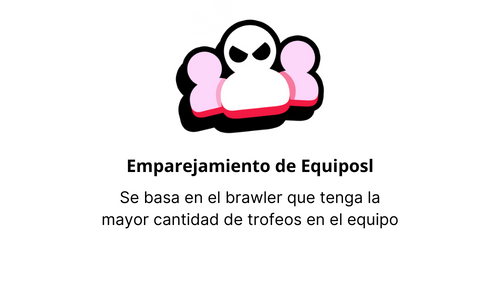 Emparejamiento de Equiposl
Se basa en el brawler que tenga la
mayor cantidad de trofeos en el equipo